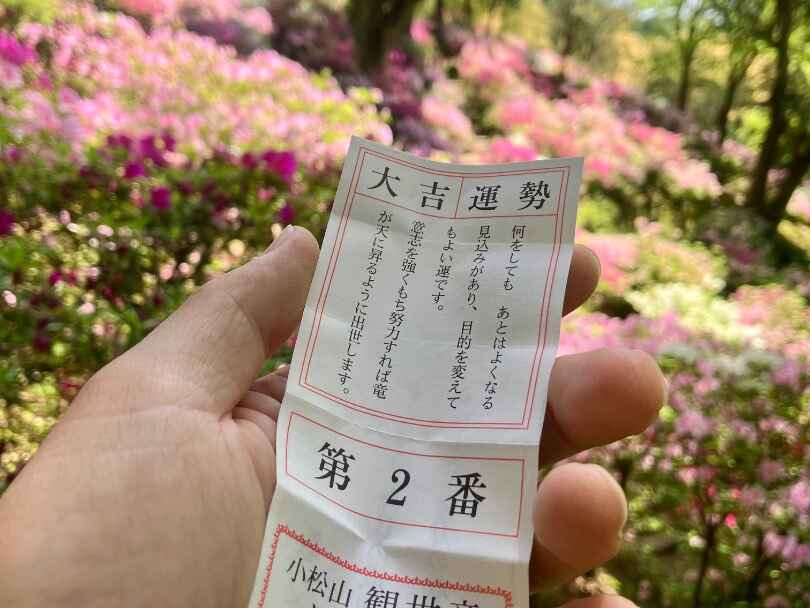 大吉運勢
何をしても　あとはよくなる
見込みがあり、目的を変えて
もよい運です。
意志を強くもち努力すれば竜
が天に昇るように出世します。
第2番
小松山 観世音